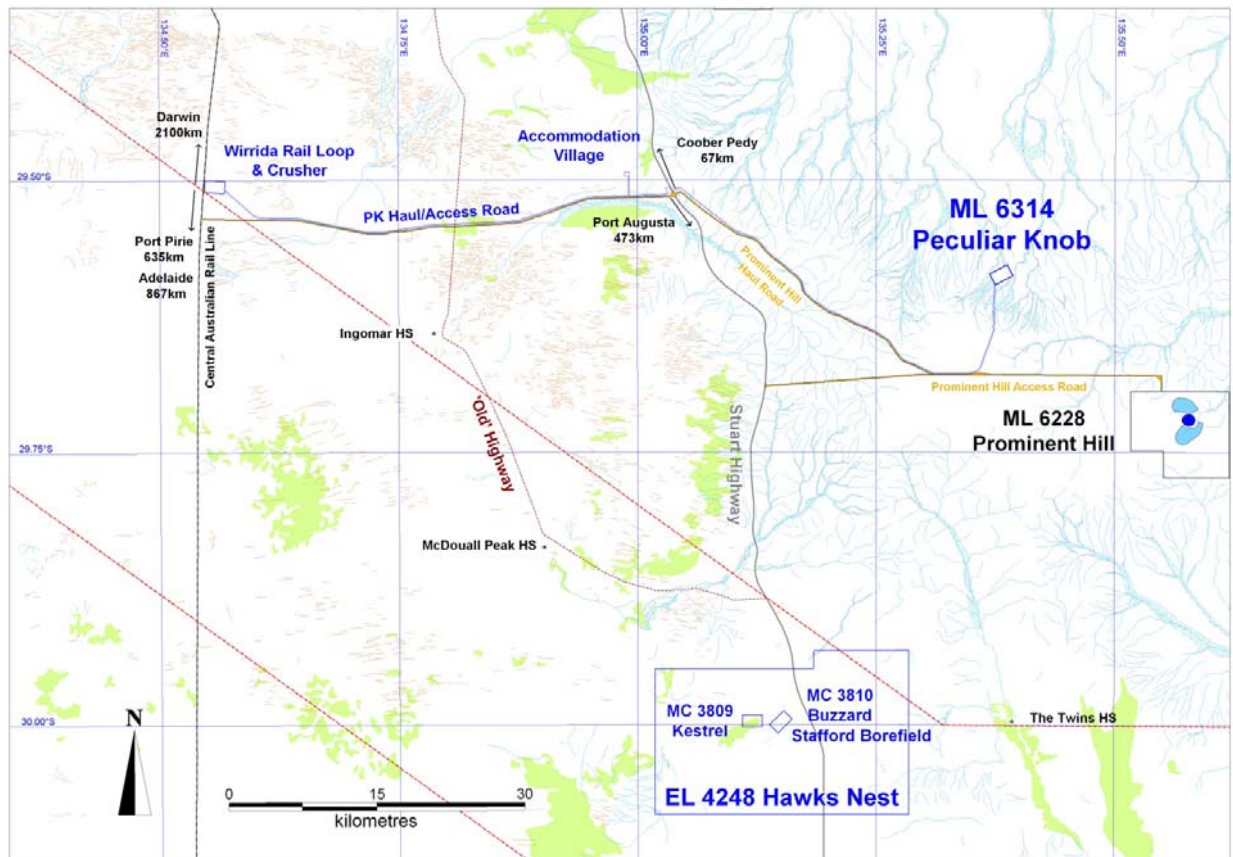 134.50°E
134.75°E
135.00°E
135.25°E
135.50°E
Darwin
2100km
Wirrida Rail Loop
& Crusher
Accommodation
Village
Coober Pedy
67km
29.50°S
PK Haul/Access Road
Port Augusta
473km
ML 6314
Peculiar Knob
Port Pirie
635km
Adelaide
867km
Central Australian Rail Line
Prominent Hill
Haul Road
Ingomar HS
Prominent Hill Access Road
'Old' Highway
Stuart Highway
ML 6228
Prominent Hill
29.75°S
McDouall Peak HS
MC 3809
Kestrel
MC 3810
Buzzard
Stafford Borefield
The Twins HS
30.00°S
EL 4248 Hawks Nest
N
0
15
30
kilometres